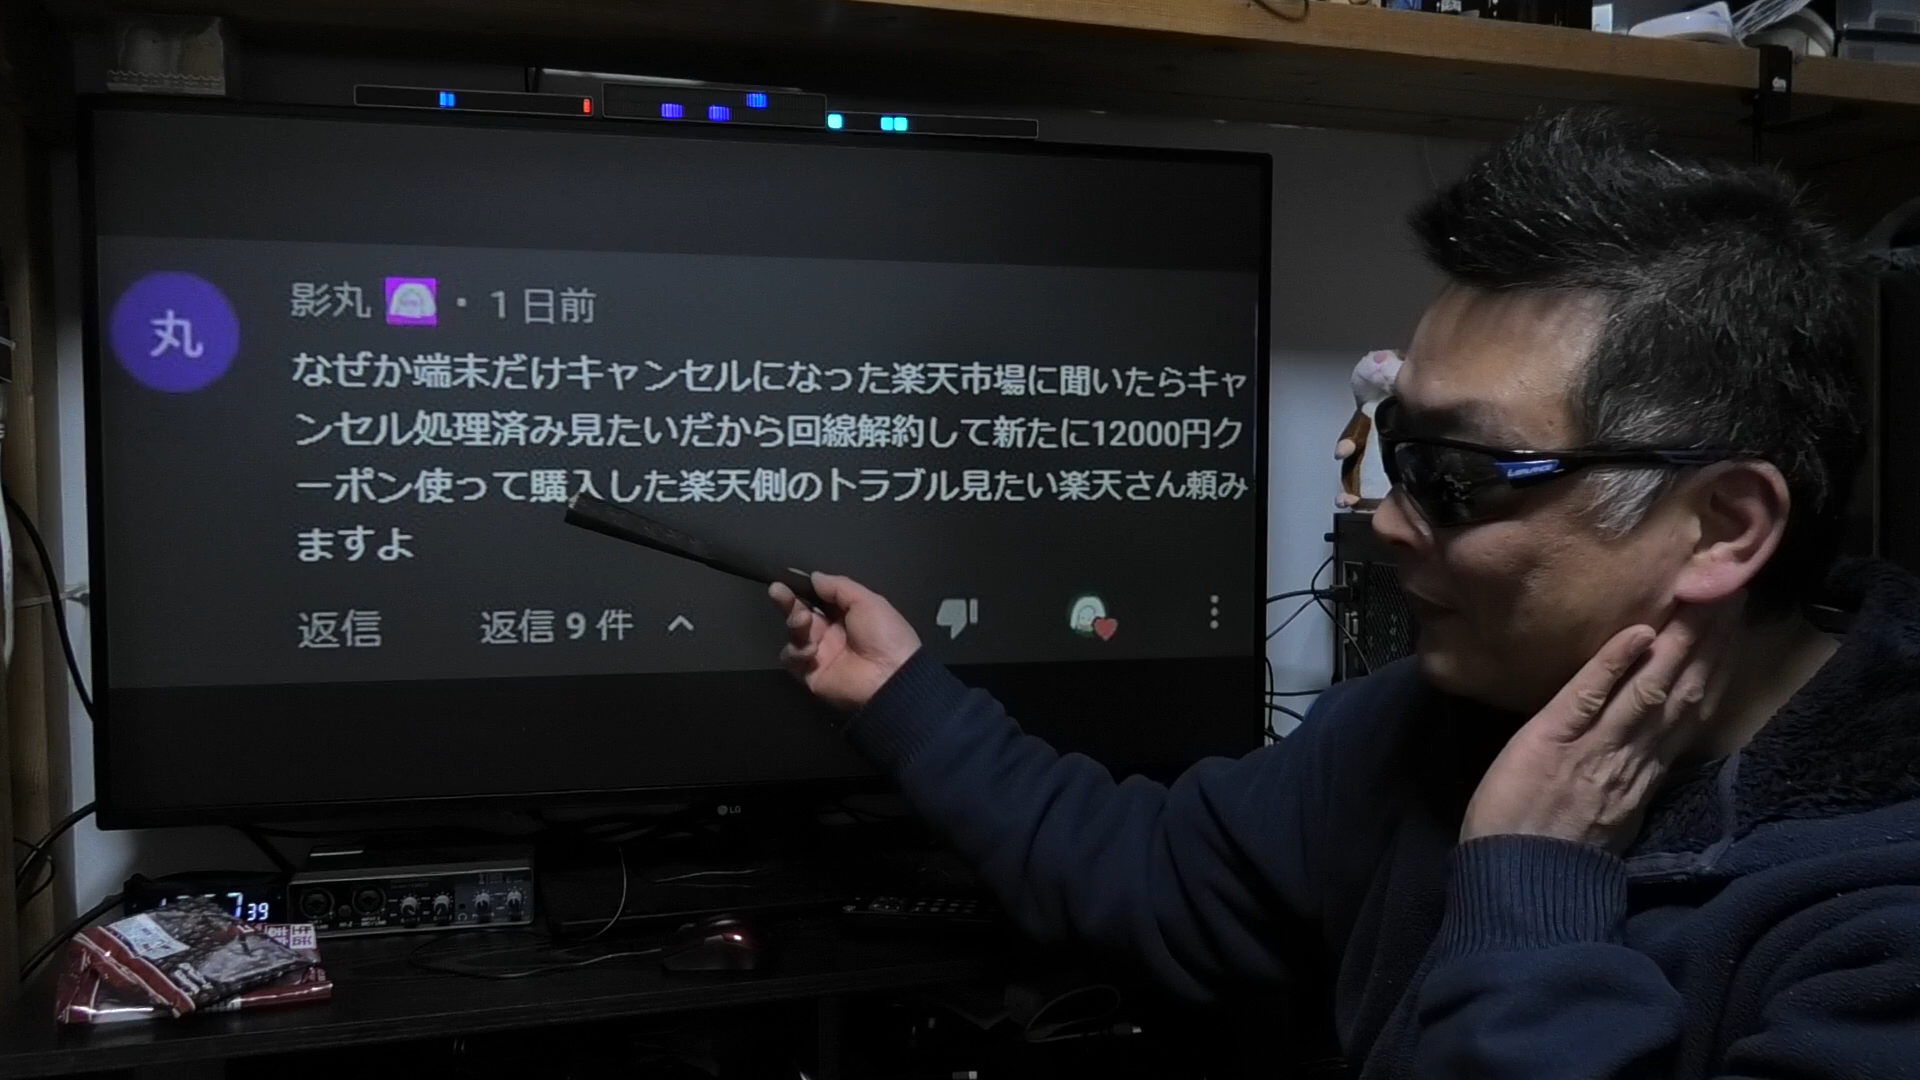 丸
影丸 ・ 1 日前
なぜか端末だけキャンセルになった楽天市場に聞いたらキャ
ンセル処理済み見たいだから回線解約して新たに12000円ク
ーポン使って購入した楽天側のトラブル見たい楽天さん頼み
ますよ
返信 返信 9 件
LG
7 39